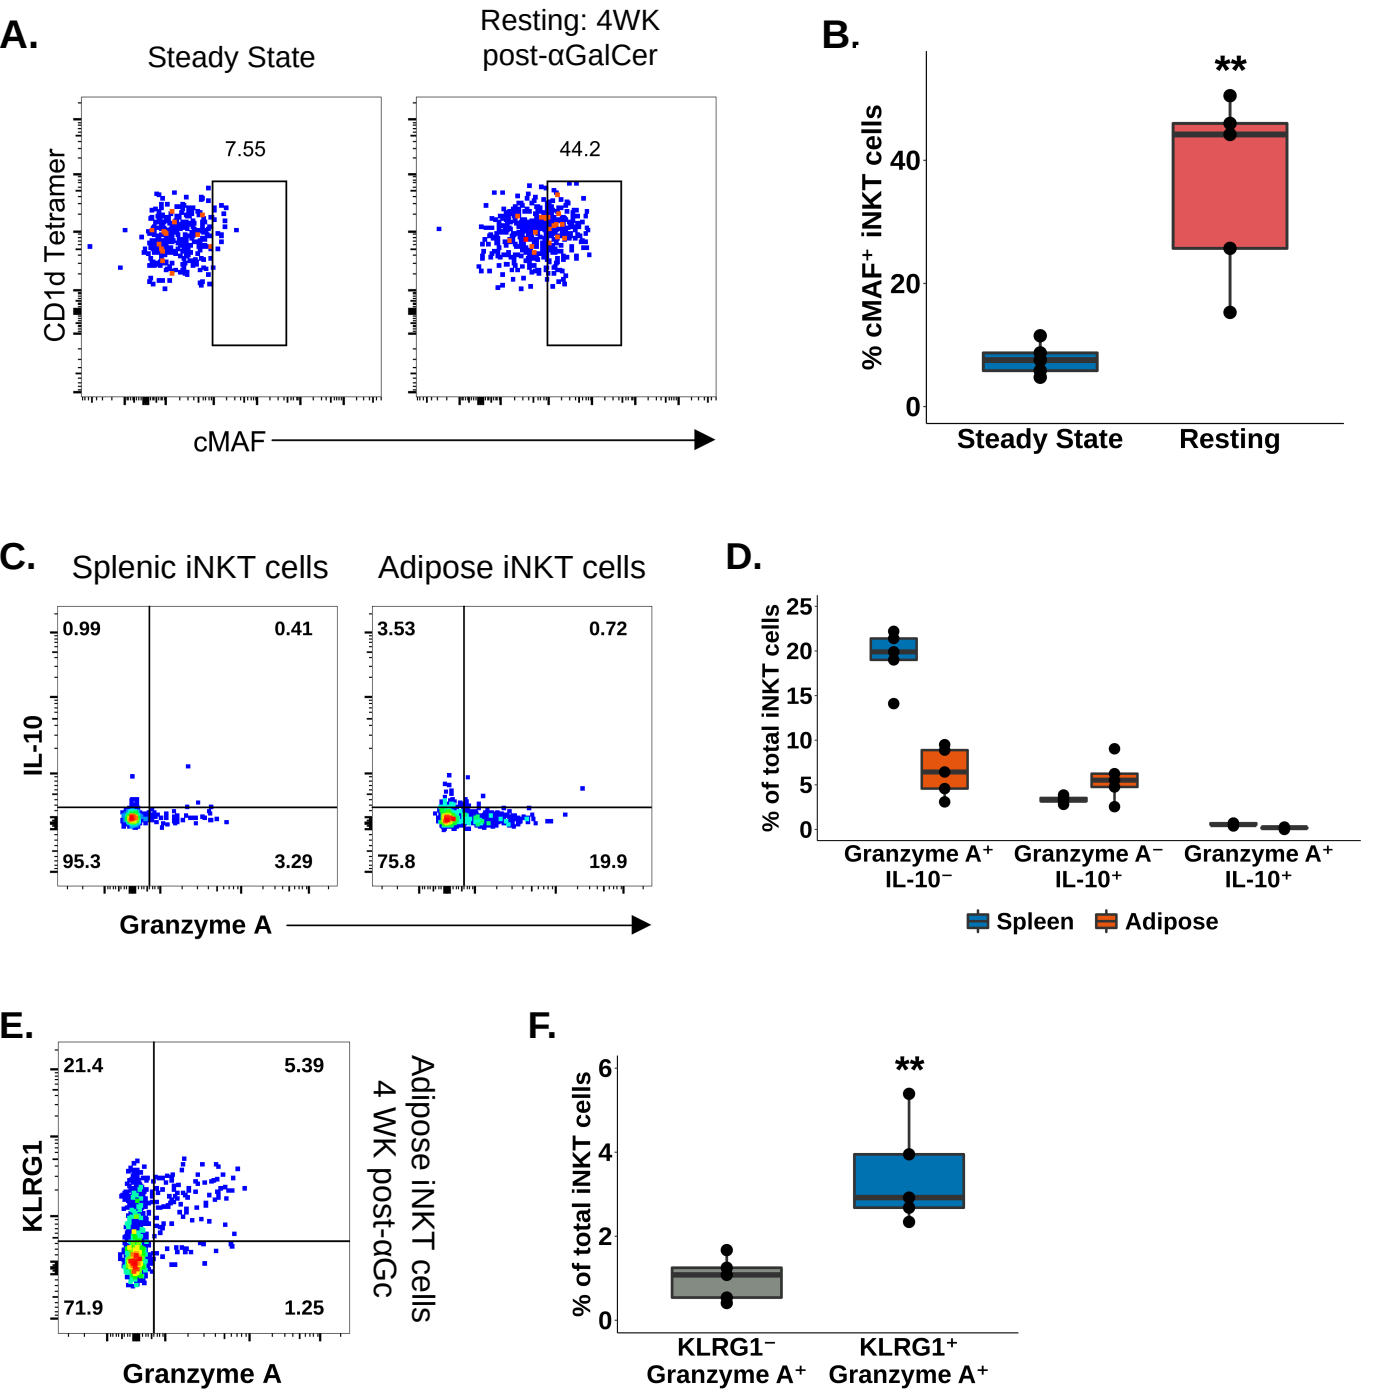 A.
Steady State
Resting: 4WK
post-αGalCer
7.55
44.2
CD1d Tetramer
cMAF
B.
**
% cMAF⁺ iNKT cells
40
20
0
Steady State
Resting
C.
Splenic iNKT cells
Adipose iNKT cells
0.99
0.41
95.3
3.29
3.53
0.72
75.8
19.9
IL-10
Granzyme A
D.
% of total iNKT cells
25
20
15
10
5
0
Granzyme A⁺
IL-10⁻
Granzyme A⁻
IL-10⁺
Granzyme A⁺
IL-10⁺
Spleen
Adipose
E.
21.4
5.39
71.9
1.25
KLRG1
Granzyme A
Adipose iNKT cells
4 WK post-αGc
F.
**
% of total iNKT cells
6
4
2
0
KLRG1⁻
Granzyme A⁺
KLRG1⁺
Granzyme A⁺